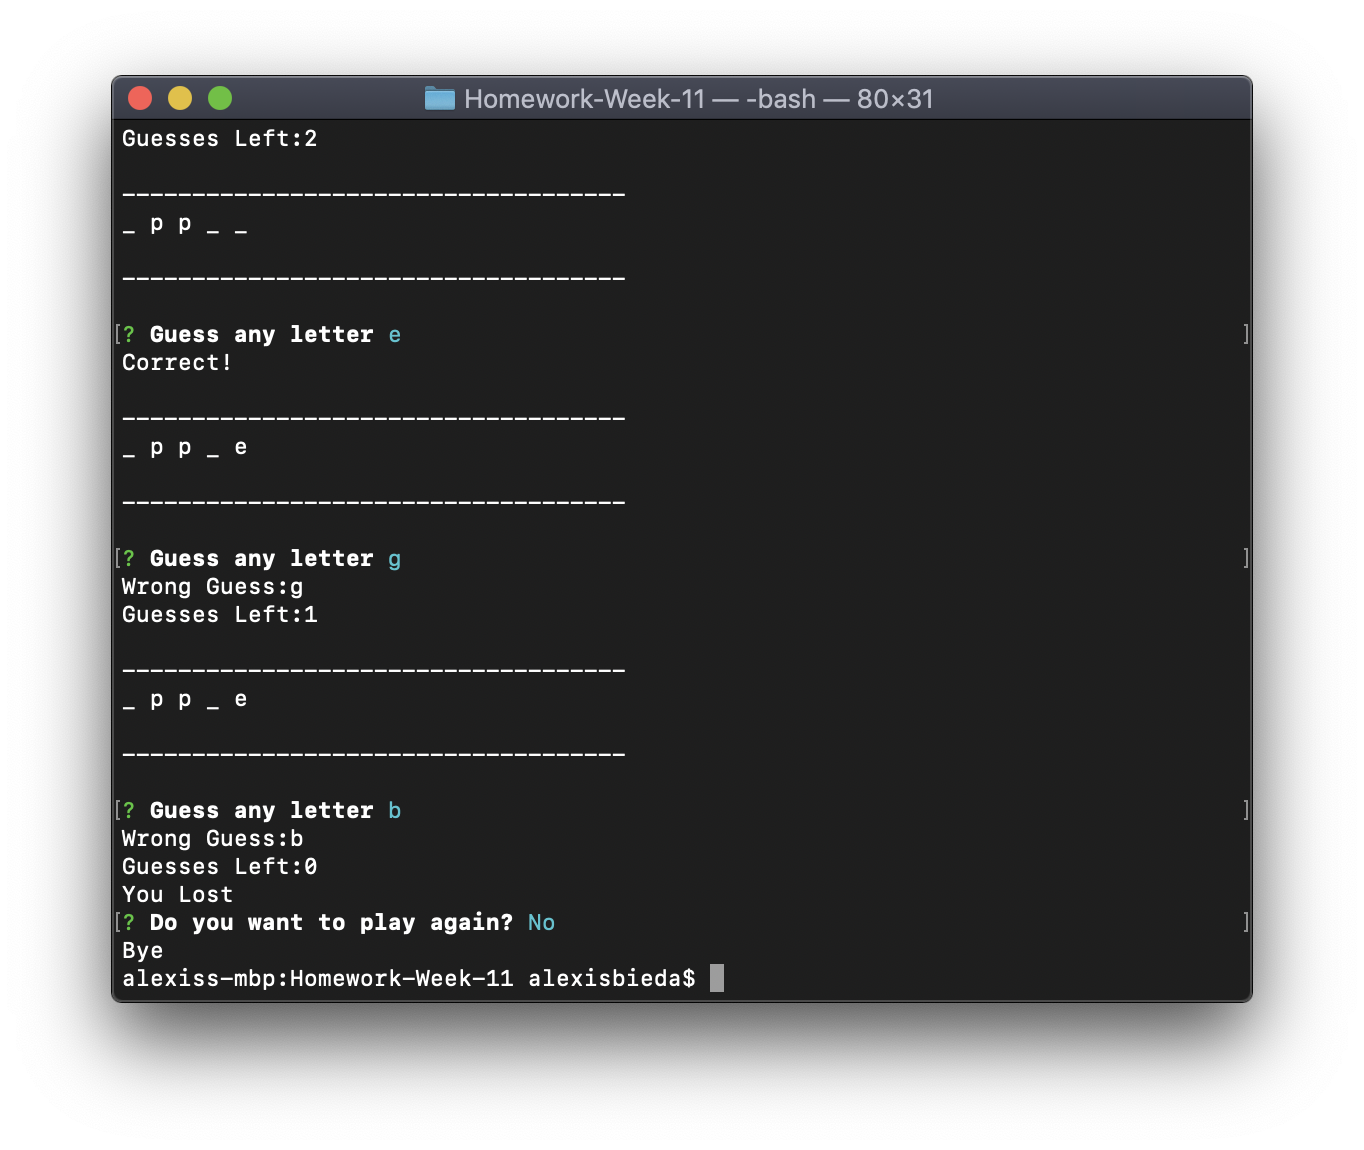 Homework-Week-11 — -bash — 80×31
Guesses Left:2
------------------------------------
_ p p _ _
------------------------------------
[? Guess any letter e ]
Correct!
------------------------------------
_ p p _ e
------------------------------------
[? Guess any letter g ]
Wrong Guess:g
Guesses Left:1
------------------------------------
_ p p _ e
------------------------------------
[? Guess any letter b ]
Wrong Guess:b
Guesses Left:0
You Lost
[? Do you want to play again? No ]
Bye
alexiss-mbp:Homework-Week-11 alexisbieda$